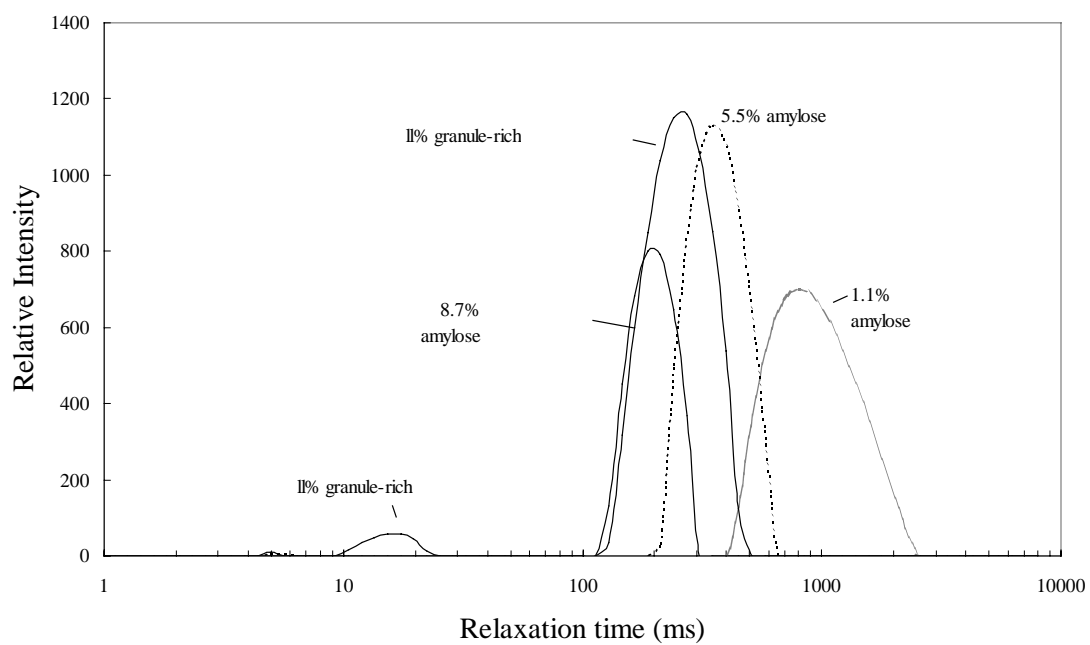 1400
1200
1000
800
600
400
200
0
Relative Intensity
ll% granule-rich
5.5% amylose
8.7%
amylose
1.1%
amylose
ll% granule-rich
1
10
100
1000
10000
Relaxation time (ms)